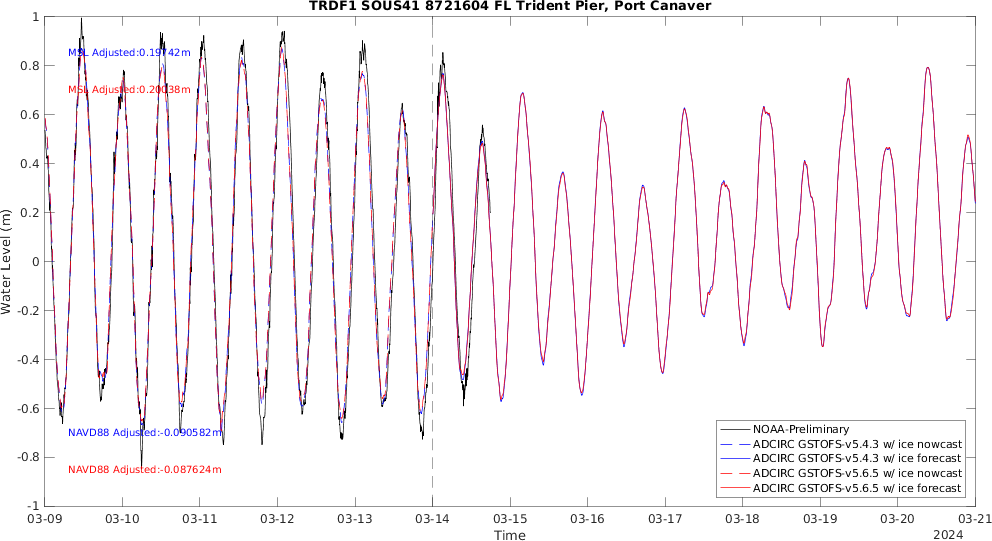 TRDF1 SOUS41 8721604 FL Trident Pier, Port Canaver
Water Level (m)
1
0.8
0.6
0.4
0.2
0
-0.2
-0.4
-0.6
-0.8
-1
MSL Adjusted:0.19742m
MSL Adjusted:0.20038m
NAVD88 Adjusted:-0.090582m
NAVD88 Adjusted:-0.087624m
NOAA-Preliminary
ADCIRC GSTOFS-v5.4.3 w/ ice nowcast
ADCIRC GSTOFS-v5.4.3 w/ ice forecast
ADCIRC GSTOFS-v5.6.5 w/ ice nowcast
ADCIRC GSTOFS-v5.6.5 w/ ice forecast
03-09 03-10 03-11 03-12 03-13 03-14 03-15 03-16 03-17 03-18 03-19 03-20 03-21
Time
2024